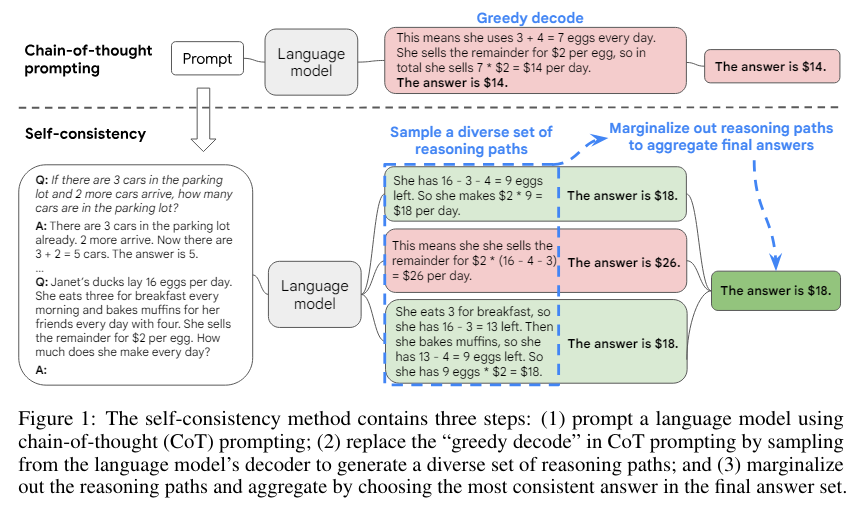 Greedy decode
Chain-of-thought
prompting
Prompt
Language
model
This means she uses 3 + 4 = 7 eggs every day.
She sells the remainder for $2 per egg, so in
total she sells 7 * $2 = $14 per day.
The answer is $14.
The answer is $14.
Self-consistency
Sample a diverse set of
reasoning paths
Marginalize out reasoning paths
to aggregate final answers
Q: If there are 3 cars in the parking
lot and 2 more cars arrive, how many
cars are in the parking lot?
A: There are 3 cars in the parking lot
already. 2 more arrive. Now there are
3 + 2 = 5 cars. The answer is 5.
...
Q: Janet's ducks lay 16 eggs per day.
She eats three for breakfast every
morning and bakes muffins for her
friends every day with four. She sells
the remainder for $2 per egg. How
much does she make every day?
A:
Language
model
She has 16 - 3 - 4 = 9 eggs
left. So she makes $2 * 9 =
$18 per day.
The answer is $18.
This means she she sells the
remainder for $2 * (16 - 4 - 3)
= $26 per day.
The answer is $26.
She eats 3 for breakfast, so
she has 16 - 3 = 13 left. Then
she bakes muffins, so she
has 13 - 4 = 9 eggs left. So
she has 9 eggs * $2 = $18.
The answer is $18.
The answer is $18.
Figure 1: The self-consistency method contains three steps: (1) prompt a language model using
chain-of-thought (CoT) prompting; (2) replace the “greedy decode” in CoT prompting by sampling
from the language model’s decoder to generate a diverse set of reasoning paths; and (3) marginalize
out the reasoning paths and aggregate by choosing the most consistent answer in the final answer set.